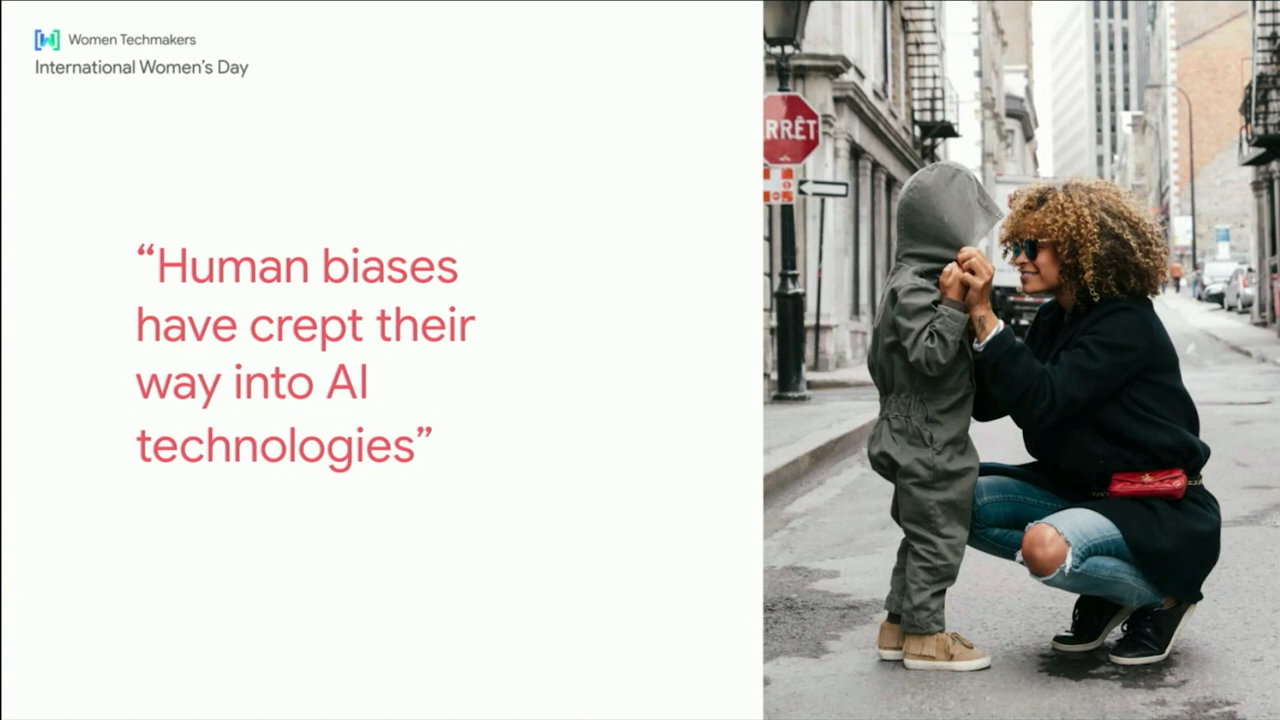 Women Techmakers
International Women’s Day
“Human biases
have crept their
way into AI
technologies”
RRÊT